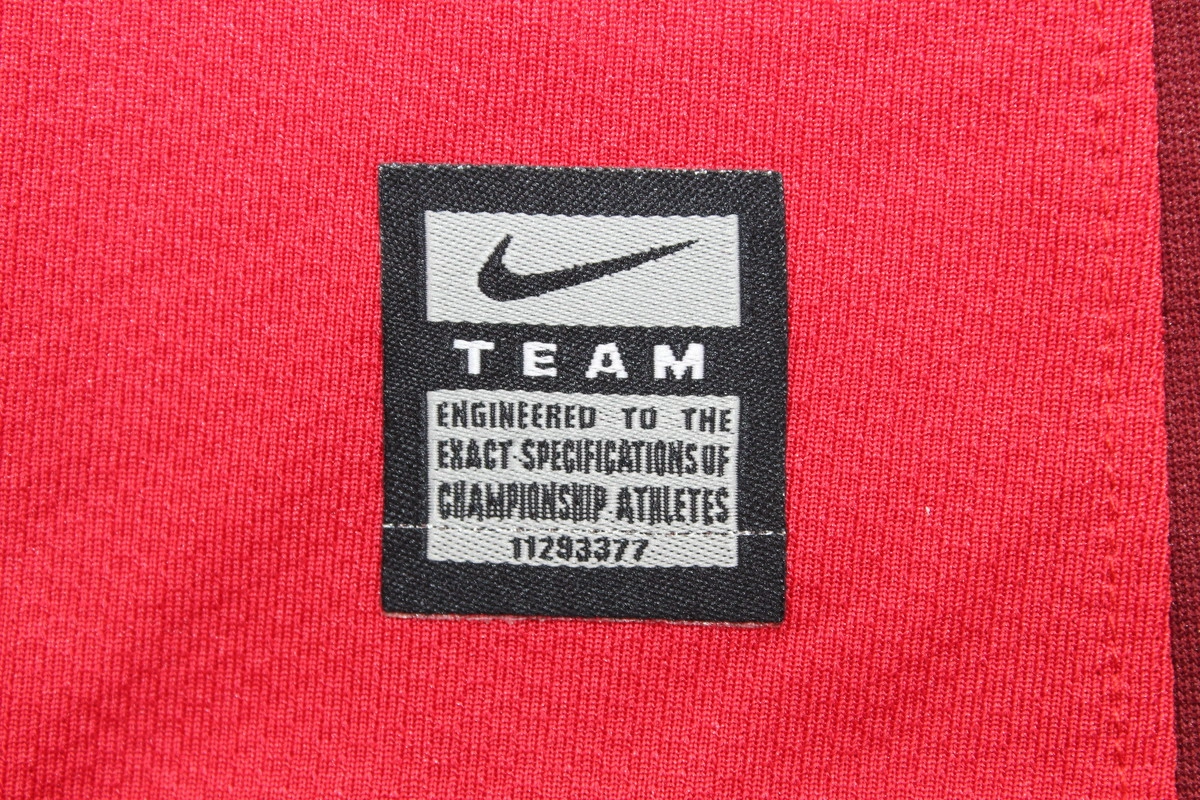 TEAM
ENGINEERED TO THE
EXACT SPECIFICATIONS OF
CHAMPIONSHIP ATHLETES
11293377